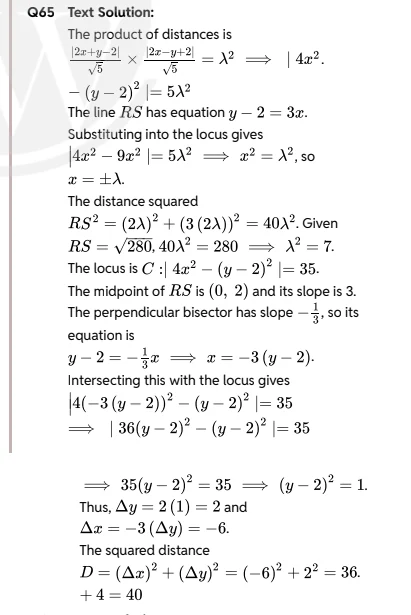 Q65 Text Solution:
The product of distances is
|2x+y−2|/√5 × |2x−y+2|/√5 = λ² ⟹ | 4x².
− (y − 2)² |= 5λ²
The line RS has equation y − 2 = 3x.
Substituting into the locus gives
|4x² − 9x² |= 5λ² ⟹ x² = λ², so
x = ±λ.
The distance squared
RS² = (2λ)² + (3 (2λ))² = 40λ². Given
RS = √280, 40λ² = 280 ⟹ λ² = 7.
The locus is C :| 4x² − (y − 2)² |= 35.
The midpoint of RS is (0, 2) and its slope is 3.
The perpendicular bisector has slope −1/3, so its
equation is
y − 2 = −1/3x ⟹ x = −3 (y − 2).
Intersecting this with the locus gives
|4(−3 (y − 2))² − (y − 2)² |= 35
⟹ | 36(y − 2)² − (y − 2)² |= 35
⟹ 35(y − 2)² = 35 ⟹ (y − 2)² = 1.
Thus, Δy = 2 (1) = 2 and
Δx = −3 (Δy) = −6.
The squared distance
D = (Δx)² + (Δy)² = (−6)² + 2² = 36.
+ 4 = 40